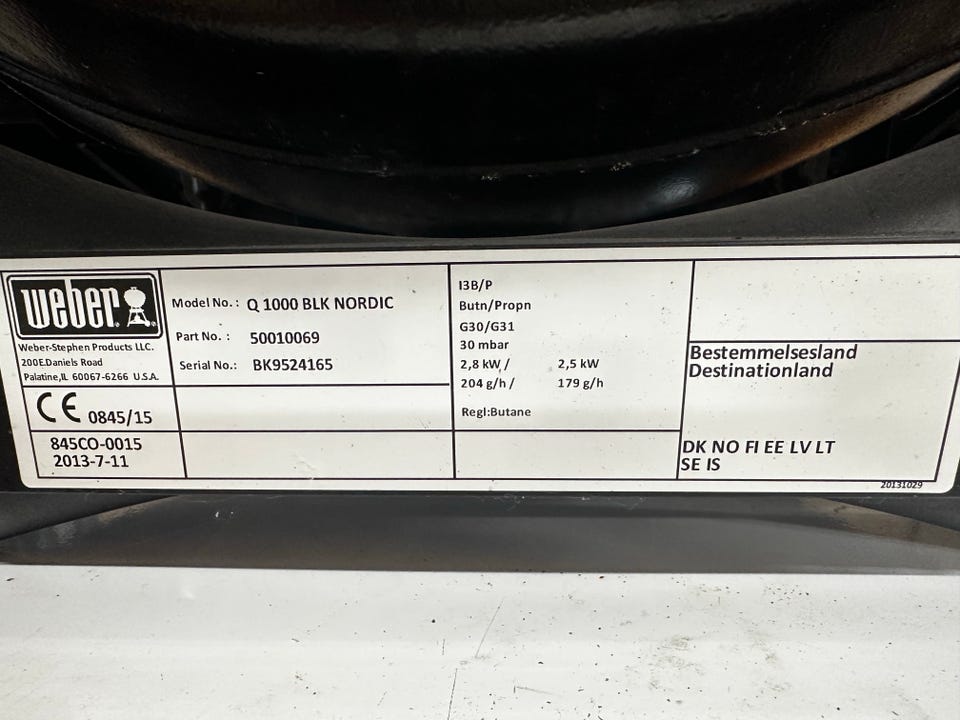 weber
Weber-Stephen Products LLC.
200E.Daniels Road
Palatine,IL 60067-6266 U.S.A.
CE 0845/15
845CO-0015
2013-7-11
Model No.: Q 1000 BLK NORDIC
Part No. : 50010069
Serial No.: BK9524165
I3B/P
Butn/Propn
G30/G31
30 mbar
2,8 kW / 2,5 kW
204 g/h / 179 g/h
Regl:Butane
Bestemmelsesland
Destinationland
DK NO FI EE LV LT
SE IS
20131029